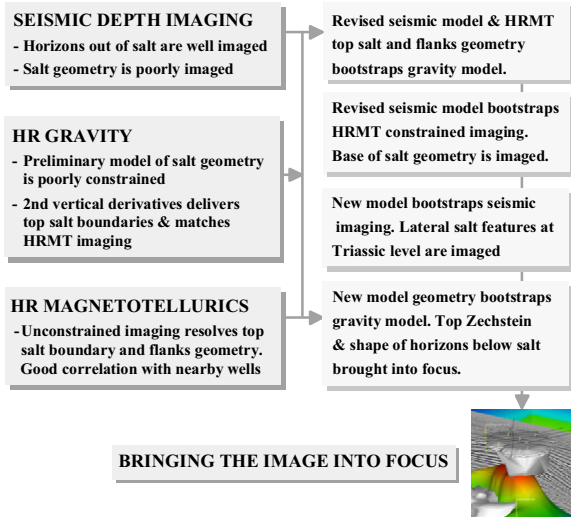 SEISMIC DEPTH IMAGING
- Horizons out of salt are well imaged
- Salt geometry is poorly imaged
HR GRAVITY
- Preliminary model of salt geometry
is poorly constrained
- 2nd vertical derivatives delivers
top salt boundaries & matches
HRMT imaging
HR MAGNETOTELLURICS
- Unconstrained imaging resolves top
salt boundary and flanks geometry.
Good correlation with nearby wells
Revised seismic model & HRMT
top salt and flanks geometry
bootstraps gravity model.
Revised seismic model bootstraps
HRMT constrained imaging.
Base of salt geometry is imaged.
New model bootstraps seismic
imaging. Lateral salt features at
Triassic level are imaged
New model geometry bootstraps
gravity model. Top Zechstein
& shape of horizons below salt
brought into focus.
BRINGING THE IMAGE INTO FOCUS